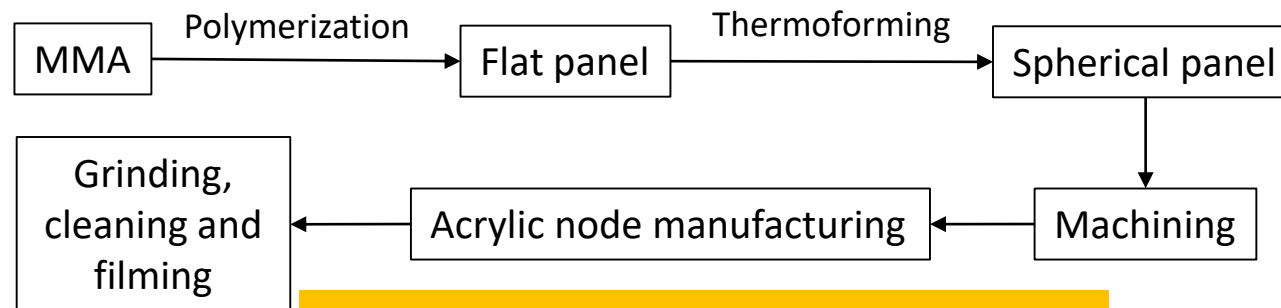 MMA
Polymerization
Flat panel
Thermoforming
Spherical panel
Machining
Acrylic node manufacturing
Grinding,
cleaning and
filming